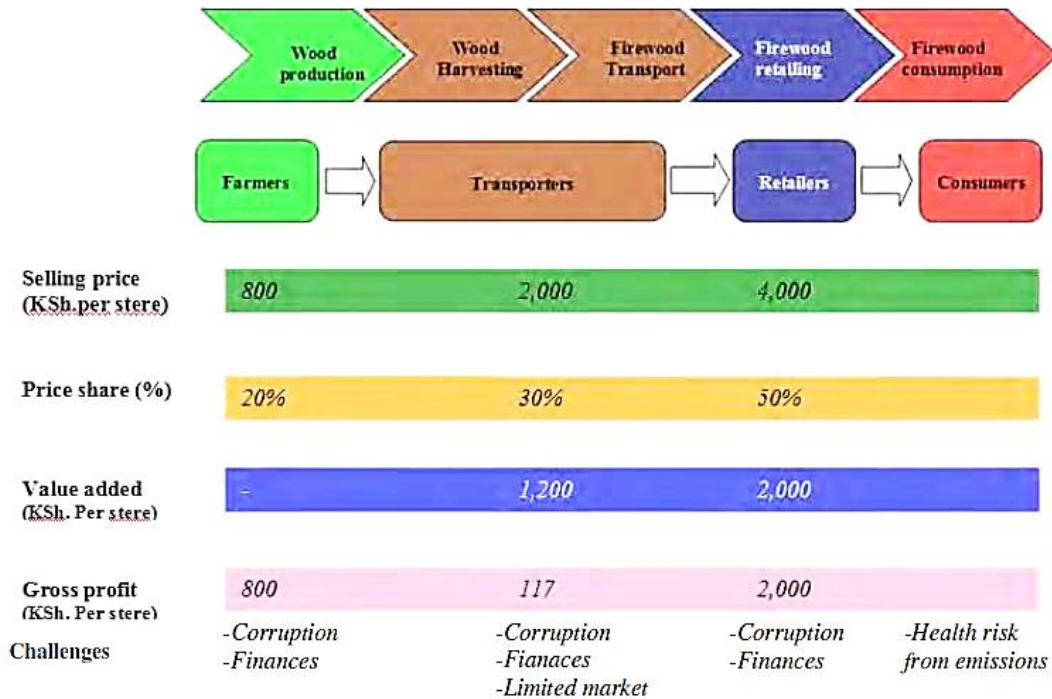 Wood production
Wood Harvesting
Firewood Transport
Firewood retailing
Firewood consumption
Farmers
Transporters
Retailers
Consumers
Selling price
(KSh.per stere)
800 2,000 4,000
Price share (%)
20% 30% 50%
Value added
(KSh. Per stere)
- 1,200 2,000
Gross profit
(KSh. Per stere)
800 117 2,000
Challenges
-Corruption
-Finances
-Corruption
-Fianaces
-Limited market
-Corruption
-Finances
-Health risk
from emissions